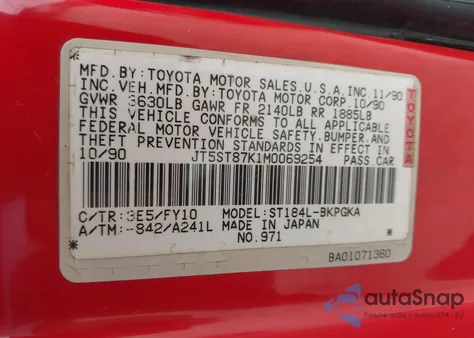 MFD. BY: TOYOTA MOTOR SALES, U.S.A. INC. 11/90
INC. VEH. MFD. BY: TOYOTA MOTOR CORP. 10/90
GVWR 3630LB GAWR FR 2140LB RR 1885LB
THIS VEHICLE CONFORMS TO ALL APPLICABLE
FEDERAL MOTOR VEHICLE SAFETY, BUMPER, AND
THEFT PREVENTION STANDARDS IN EFFECT ON
10/90 JT5ST87K1M0069254 PASS. CAR
TOYOTA
C/TR: 3E5/FY10 MODEL: ST184L-BKPGKA
A/TM: -842/A241L MADE IN JAPAN
NO. 971
BA01071360
autoSnap